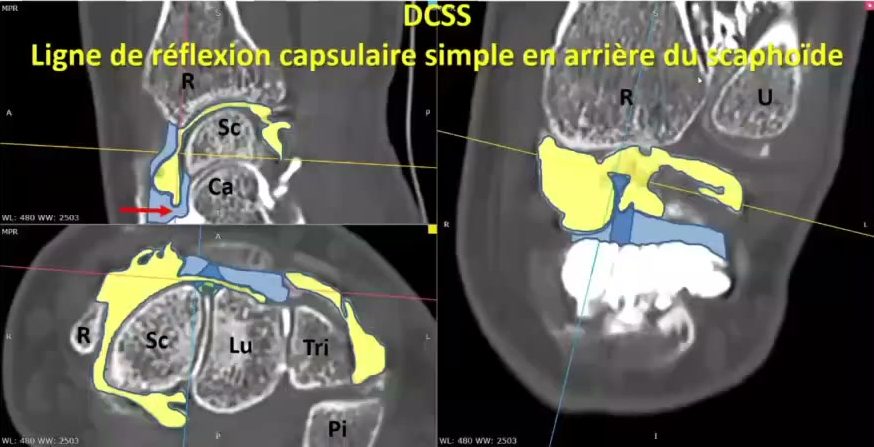 DCSS
Ligne de réflexion capsulaire simple en arrière du scaphoïde
MPR
S
R
Sc
Ca
A
P
WL: 480 WW: 2503
R
U
R
L
I
WL: 480 WW: 2503
MPR
A
R
Sc
Lu
Tri
Pi
R
L
P
WL: 480 WW: 2503